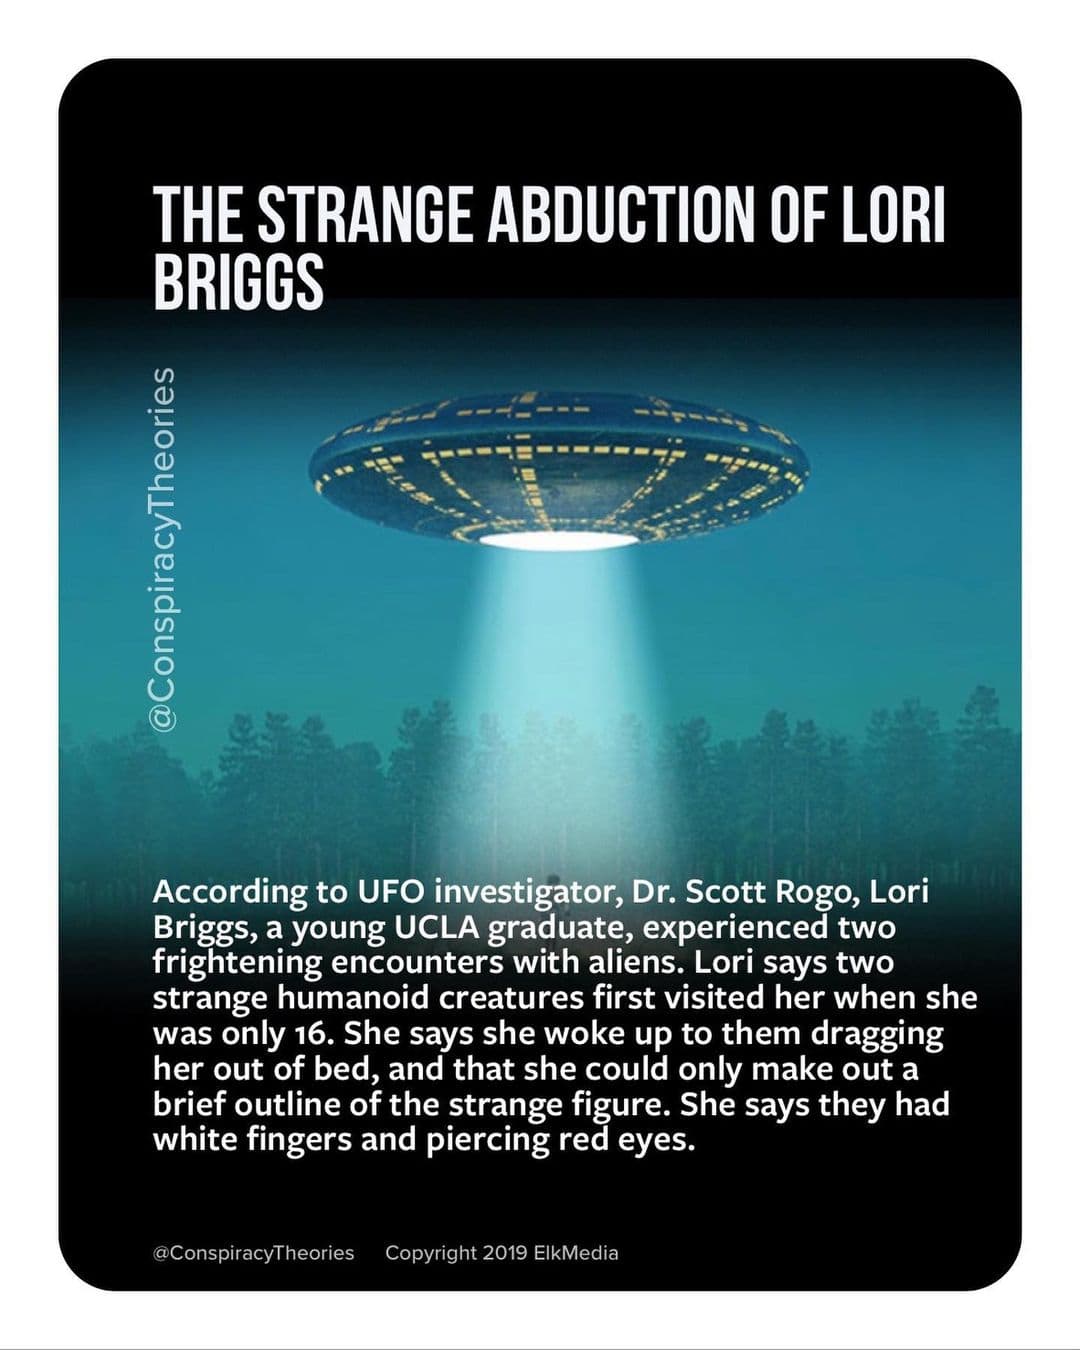 THE STRANGE ABDUCTION OF LORI
BRIGGS
@ConspiracyTheories
According to UFO investigator, Dr. Scott Rogo, Lori
Briggs, a young UCLA graduate, experienced two
frightening encounters with aliens. Lori says two
strange humanoid creatures first visited her when she
was only 16. She says she woke up to them dragging
her out of bed, and that she could only make out a
brief outline of the strange figure. She says they had
white fingers and piercing red eyes.
@ConspiracyTheories Copyright 2019 ElkMedia